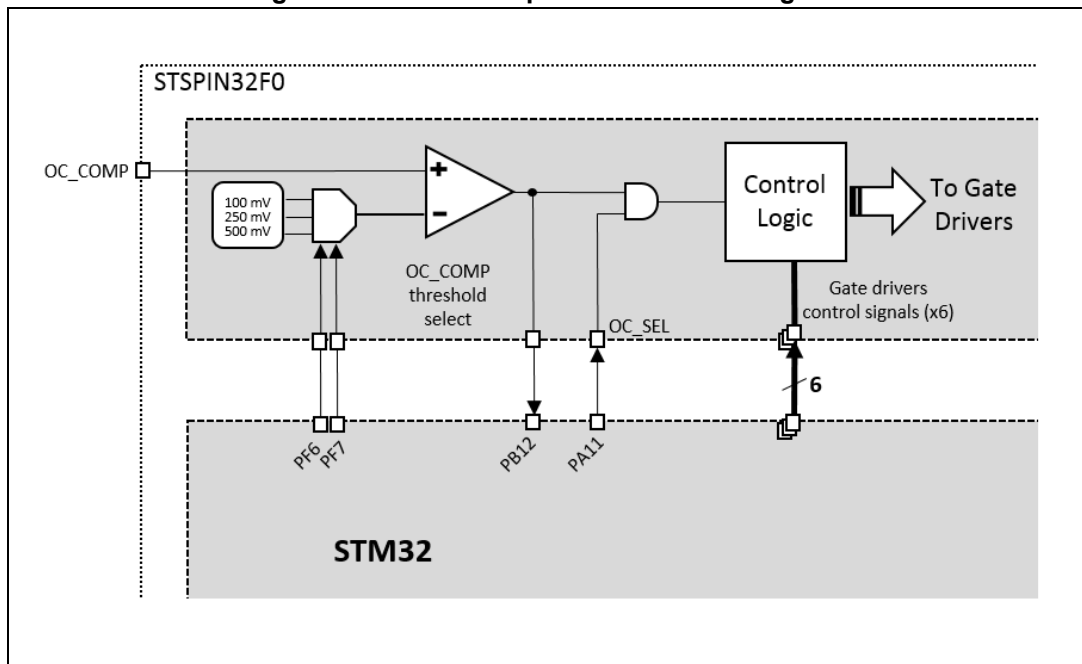 STSPIN32F0
OC_COMP
100 mV
250 mV
500 mV
+
−
Control
Logic
To Gate
Drivers
OC_COMP
threshold
select
OC_SEL
Gate drivers
control signals (x6)
6
PF6
PF7
PB12
PA11
STM32